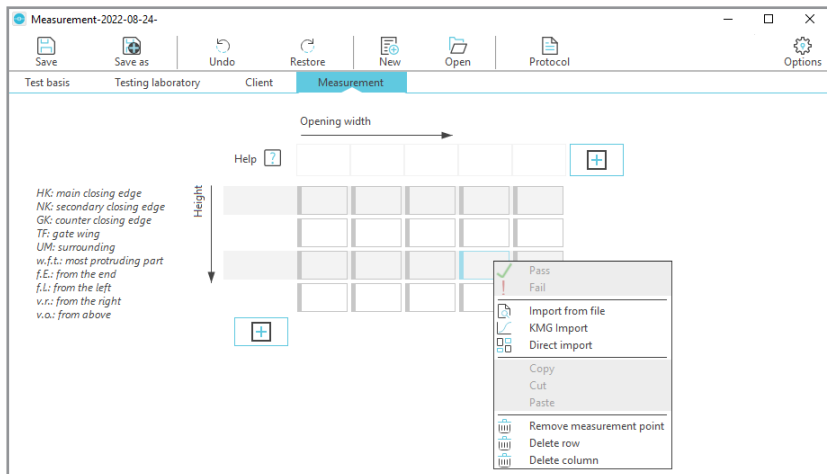 Measurement-2022-08-24-
Save
Save as
Undo
Restore
New
Open
Protocol
Options
Test basis
Testing laboratory
Client
Measurement
Opening width
Help ?
HK: main closing edge
NK: secondary closing edge
GK: counter closing edge
TF: gate wing
UM: surrounding
w.f.t.: most protruding part
f.E.: from the end
f.l.: from the left
v.r.: from the right
v.o.: from above
Height
Pass
Fail
Import from file
KMG Import
Direct import
Copy
Cut
Paste
Remove measurement point
Delete row
Delete column